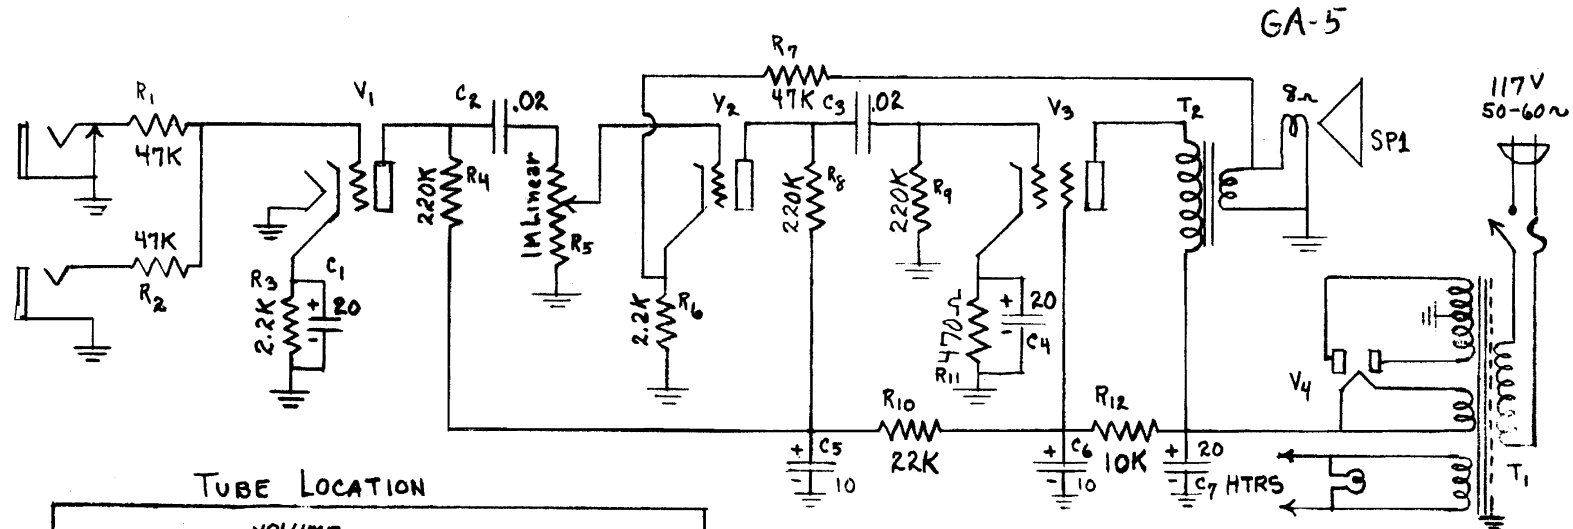 GA-5
R7
47K
R1
47K
V1
C2
.02
V2
C3
.02
V3
T2
8Ω
SP1
117V
50-60~
220K
R4
1M Linear
R5
220K
R8
220K
R9
47K
R2
R3
2.2K
C1
+
20
-
2.2K
R6
470Ω
R11
+
20
-
C4
V4
R10
22K
R12
10K
+
C5
-
10
+
C6
-
10
+
20
-
C7
HTRS
T1
TUBE LOCATION
VOLUME